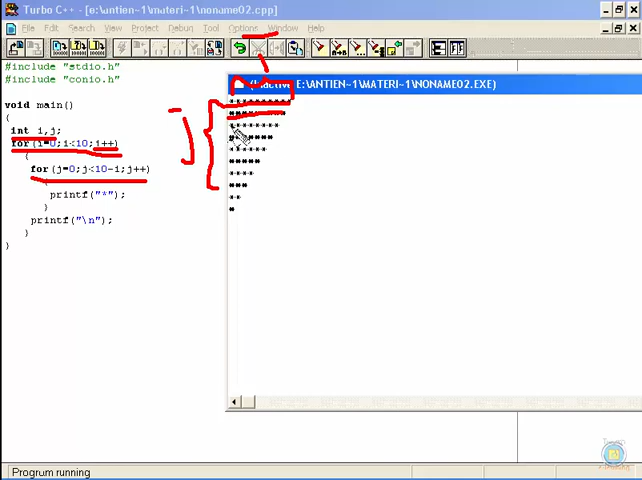 Turbo C++ - [e:\antien~1\materi~1\noname02.cpp]
File Edit Search View Project Debug Tool Options Window Help
#include "stdio.h"
#include "conio.h"
void main()
{
int i,j;
for(i=0;i<10;i++)
{
for(j=0;j<10-i;j++)
{
printf("*");
}
printf("\n");
}
}
(Inactive E:\ANTIEN~1\MATERI~1\NONAME02.EXE)
**********
*********
********
*******
******
*****
****
***
**
*
Program running